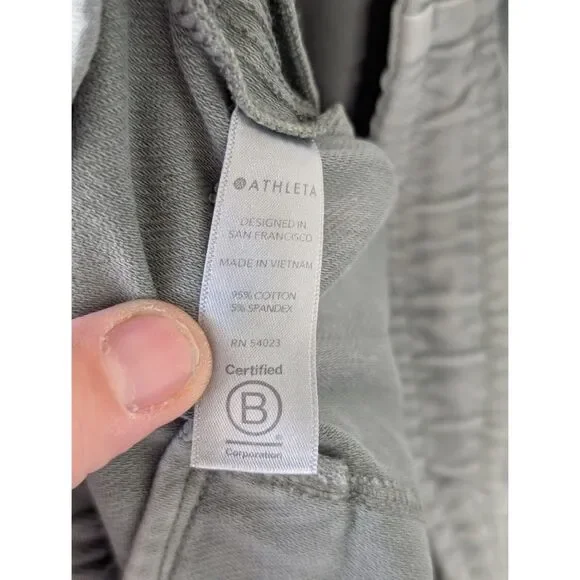 ATHLETA
DESIGNED IN
SAN FRANCISCO
MADE IN VIETNAM
95% COTTON
5% SPANDEX
RN 54023
Certified
B
®
Corporation